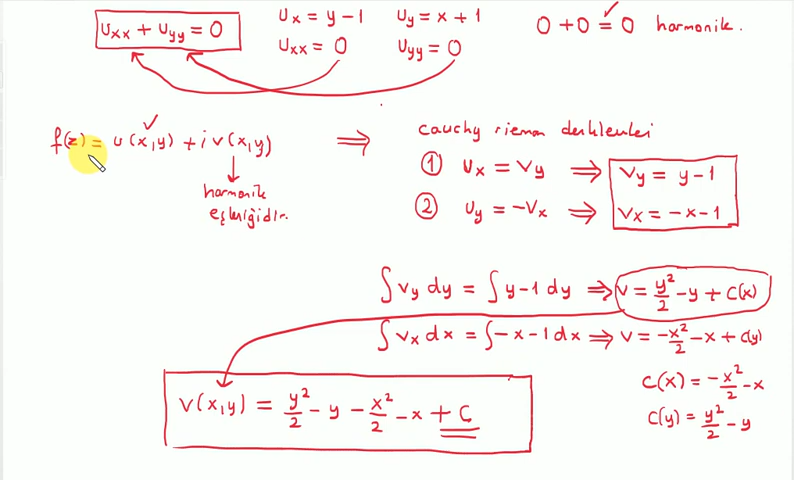 Uxx + Uyy = 0
Ux = y-1 Uy = x+1
Uxx = 0 Uyy = 0
0+0 = 0 harmonik.
f(z) = u(x,y) + i v(x,y) ⟹
harmonik
eşleniğidir.
Cauchy rieman denklemleri
① Ux = Vy ⟹ Vy = y-1
② Uy = -Vx ⟹ Vx = -x-1
∫Vy dy = ∫y-1 dy ⟹ V = y²/2 - y + C(x)
∫Vx dx = ∫-x-1 dx ⟹ V = -x²/2 - x + C(y)
C(x) = -x²/2 - x
C(y) = y²/2 - y
V(x,y) = y²/2 - y - x²/2 - x + C